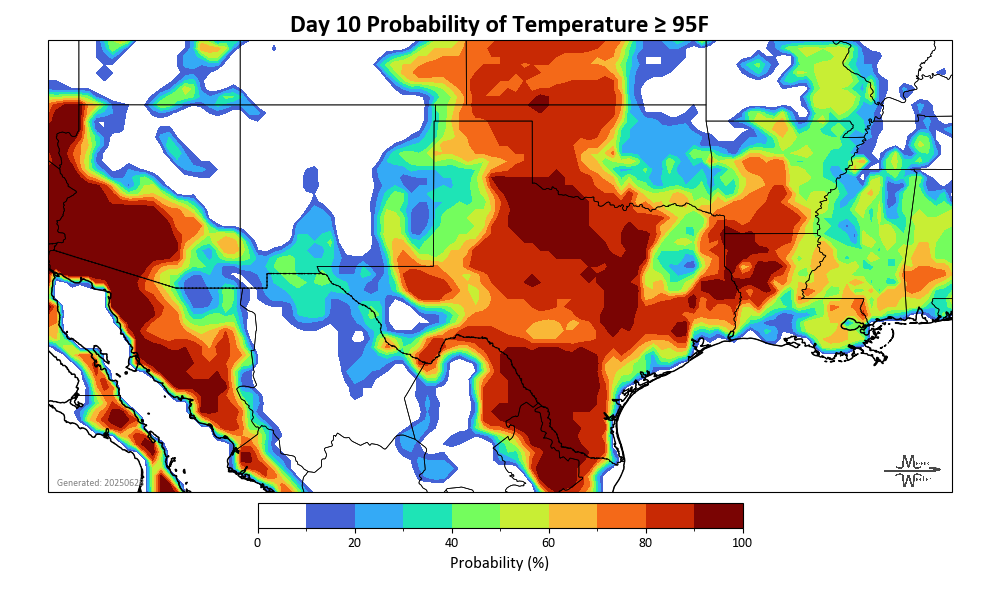 Day 10 Probability of Temperature ≥ 95F
Generated: 2025062
0 20 40 60 80 100
Probability (%)